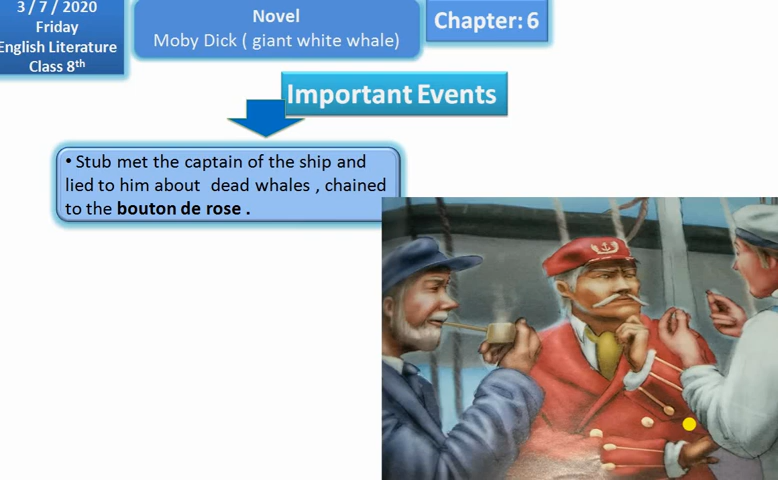 3 / 7 / 2020
Friday
English Literature
Class 8th
Novel
Moby Dick ( giant white whale)
Chapter: 6
Important Events
• Stub met the captain of the ship and
lied to him about dead whales , chained
to the bouton de rose .